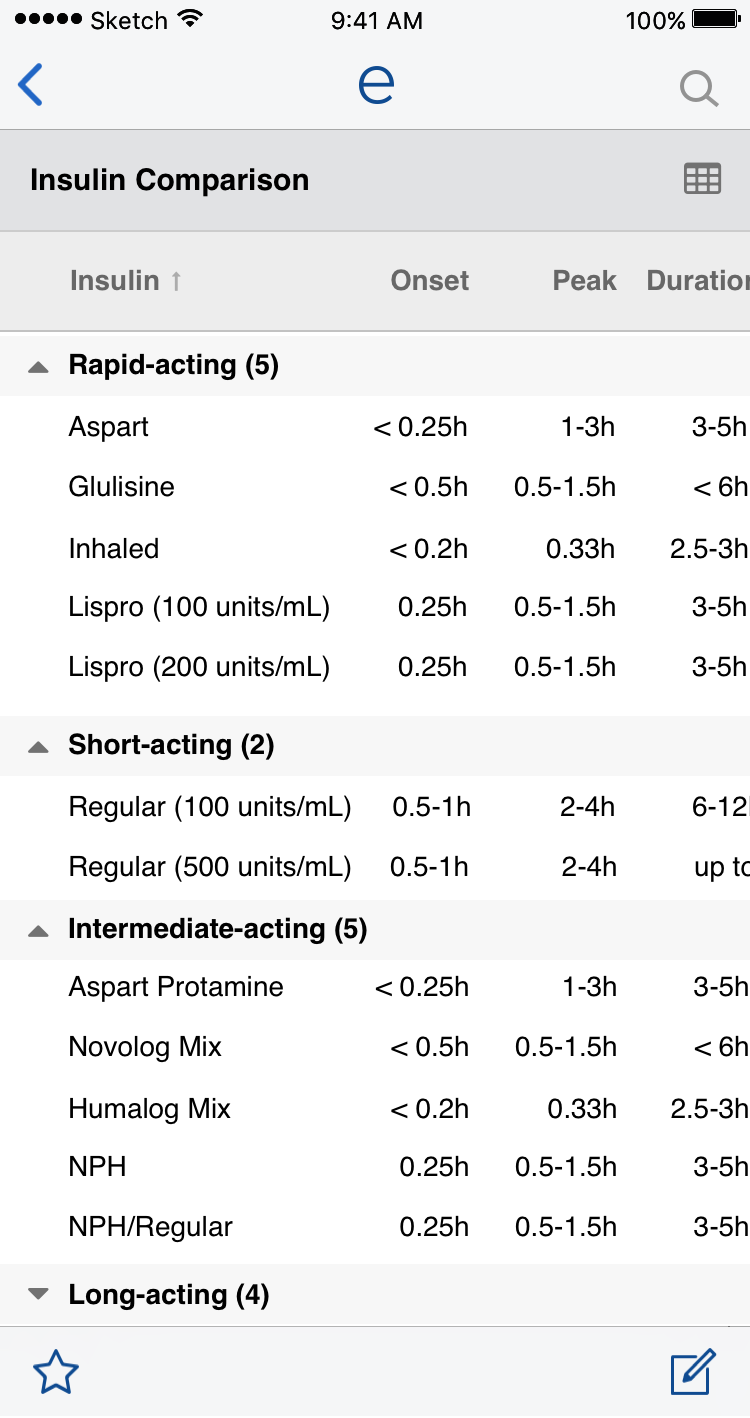 Sketch 9:41 AM 100%
e
Insulin Comparison
Insulin ↑ Onset Peak Duration
Rapid-acting (5)
Aspart < 0.25h 1-3h 3-5h
Glulisine < 0.5h 0.5-1.5h < 6h
Inhaled < 0.2h 0.33h 2.5-3h
Lispro (100 units/mL) 0.25h 0.5-1.5h 3-5h
Lispro (200 units/mL) 0.25h 0.5-1.5h 3-5h
Short-acting (2)
Regular (100 units/mL) 0.5-1h 2-4h 6-12h
Regular (500 units/mL) 0.5-1h 2-4h up to
Intermediate-acting (5)
Aspart Protamine < 0.25h 1-3h 3-5h
Novolog Mix < 0.5h 0.5-1.5h < 6h
Humalog Mix < 0.2h 0.33h 2.5-3h
NPH 0.25h 0.5-1.5h 3-5h
NPH/Regular 0.25h 0.5-1.5h 3-5h
Long-acting (4)